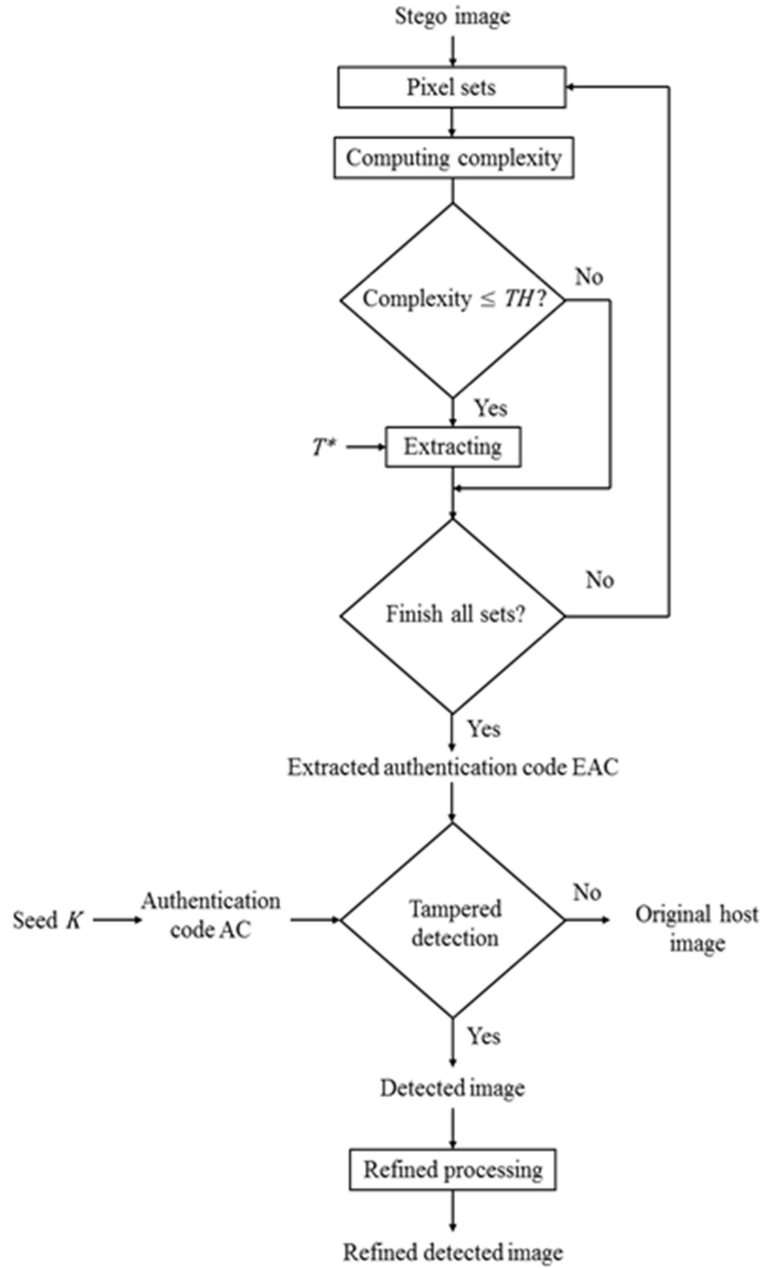 Stego image
Pixel sets
Computing complexity
Complexity ≤ TH?
No
Yes
T*
Extracting
No
Finish all sets?
Yes
Extracted authentication code EAC
Seed K
Authentication
code AC
Tampered
detection
No
Original host
image
Yes
Detected image
Refined processing
Refined detected image